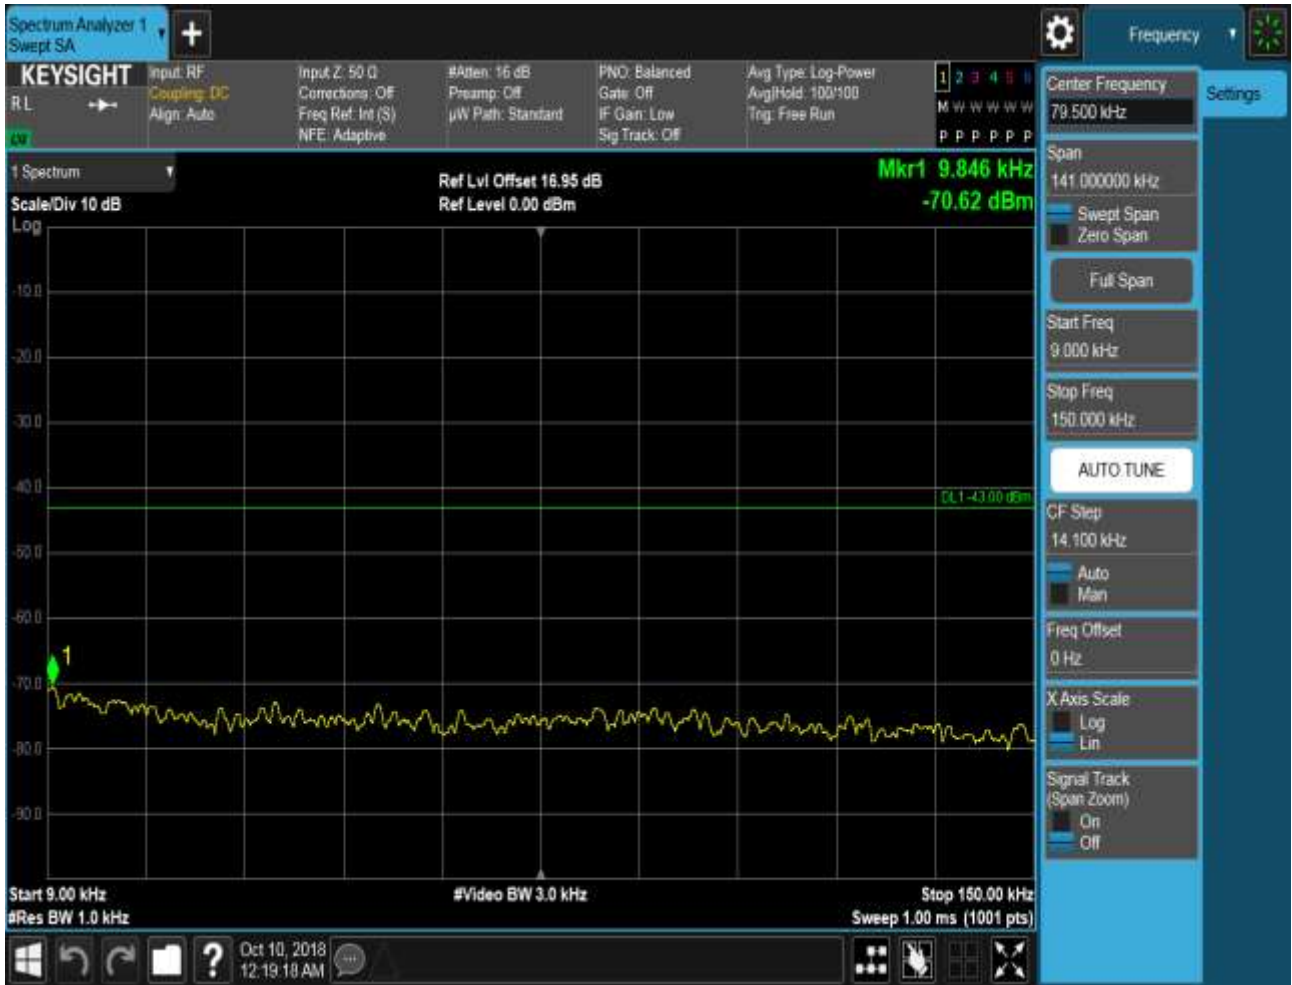 Spectrum Analyzer 1
Swept SA
Frequency
KEYSIGHT
RL
Input: RF
Coupling: DC
Align: Auto
Input Z: 50 Ω
Corrections: Off
Freq Ref: Int (S)
NFE: Adaptive
#Atten: 16 dB
Preamp: Off
µW Path: Standard
PNO: Balanced
Gate: Off
IF Gain: Low
Sig Track: Off
Avg Type: Log-Power
Avg|Hold: 100/100
Trig: Free Run
1 2 3 4 5 6
M W W W W W
P P P P P P
1 Spectrum
Scale/Div 10 dB
Log
Ref Lvl Offset 16.95 dB
Ref Level 0.00 dBm
Mkr1 9.846 kHz
-70.62 dBm
-10.0
-20.0
-30.0
-40.0
DL1 -43.00 dBm
-50.0
-60.0
1
-70.0
-80.0
-90.0
Start 9.00 kHz
#Video BW 3.0 kHz
Stop 150.00 kHz
#Res BW 1.0 kHz
Sweep 1.00 ms (1001 pts)
?
Oct 10, 2018
12:19:18 AM
Center Frequency
79.500 kHz
Settings
Span
141.000000 kHz
Swept Span
Zero Span
Full Span
Start Freq
9.000 kHz
Stop Freq
150.000 kHz
AUTO TUNE
CF Step
14.100 kHz
Auto
Man
Freq Offset
0 Hz
X Axis Scale
Log
Lin
Signal Track
(Span Zoom)
On
Off